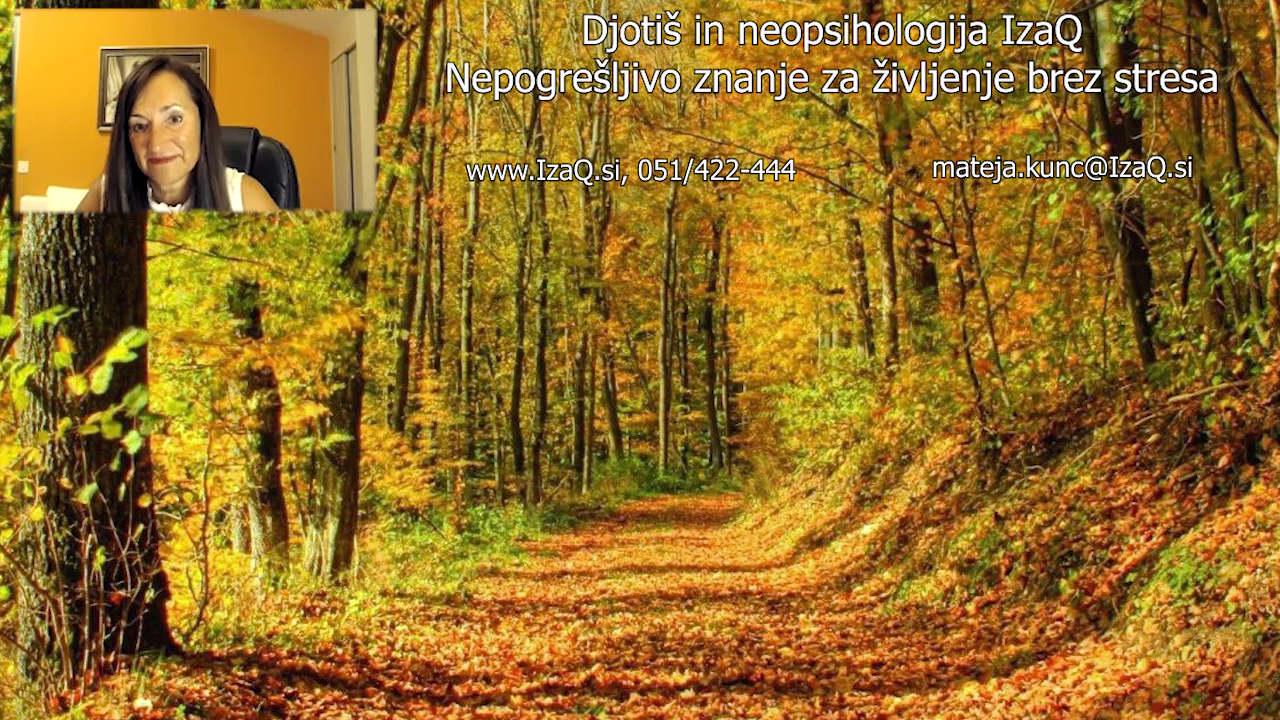 Djotiš in neopsihologija IzaQ
Nepogrešljivo znanje za življenje brez stresa
www.IzaQ.si, 051/422-444
mateja.kunc@IzaQ.si